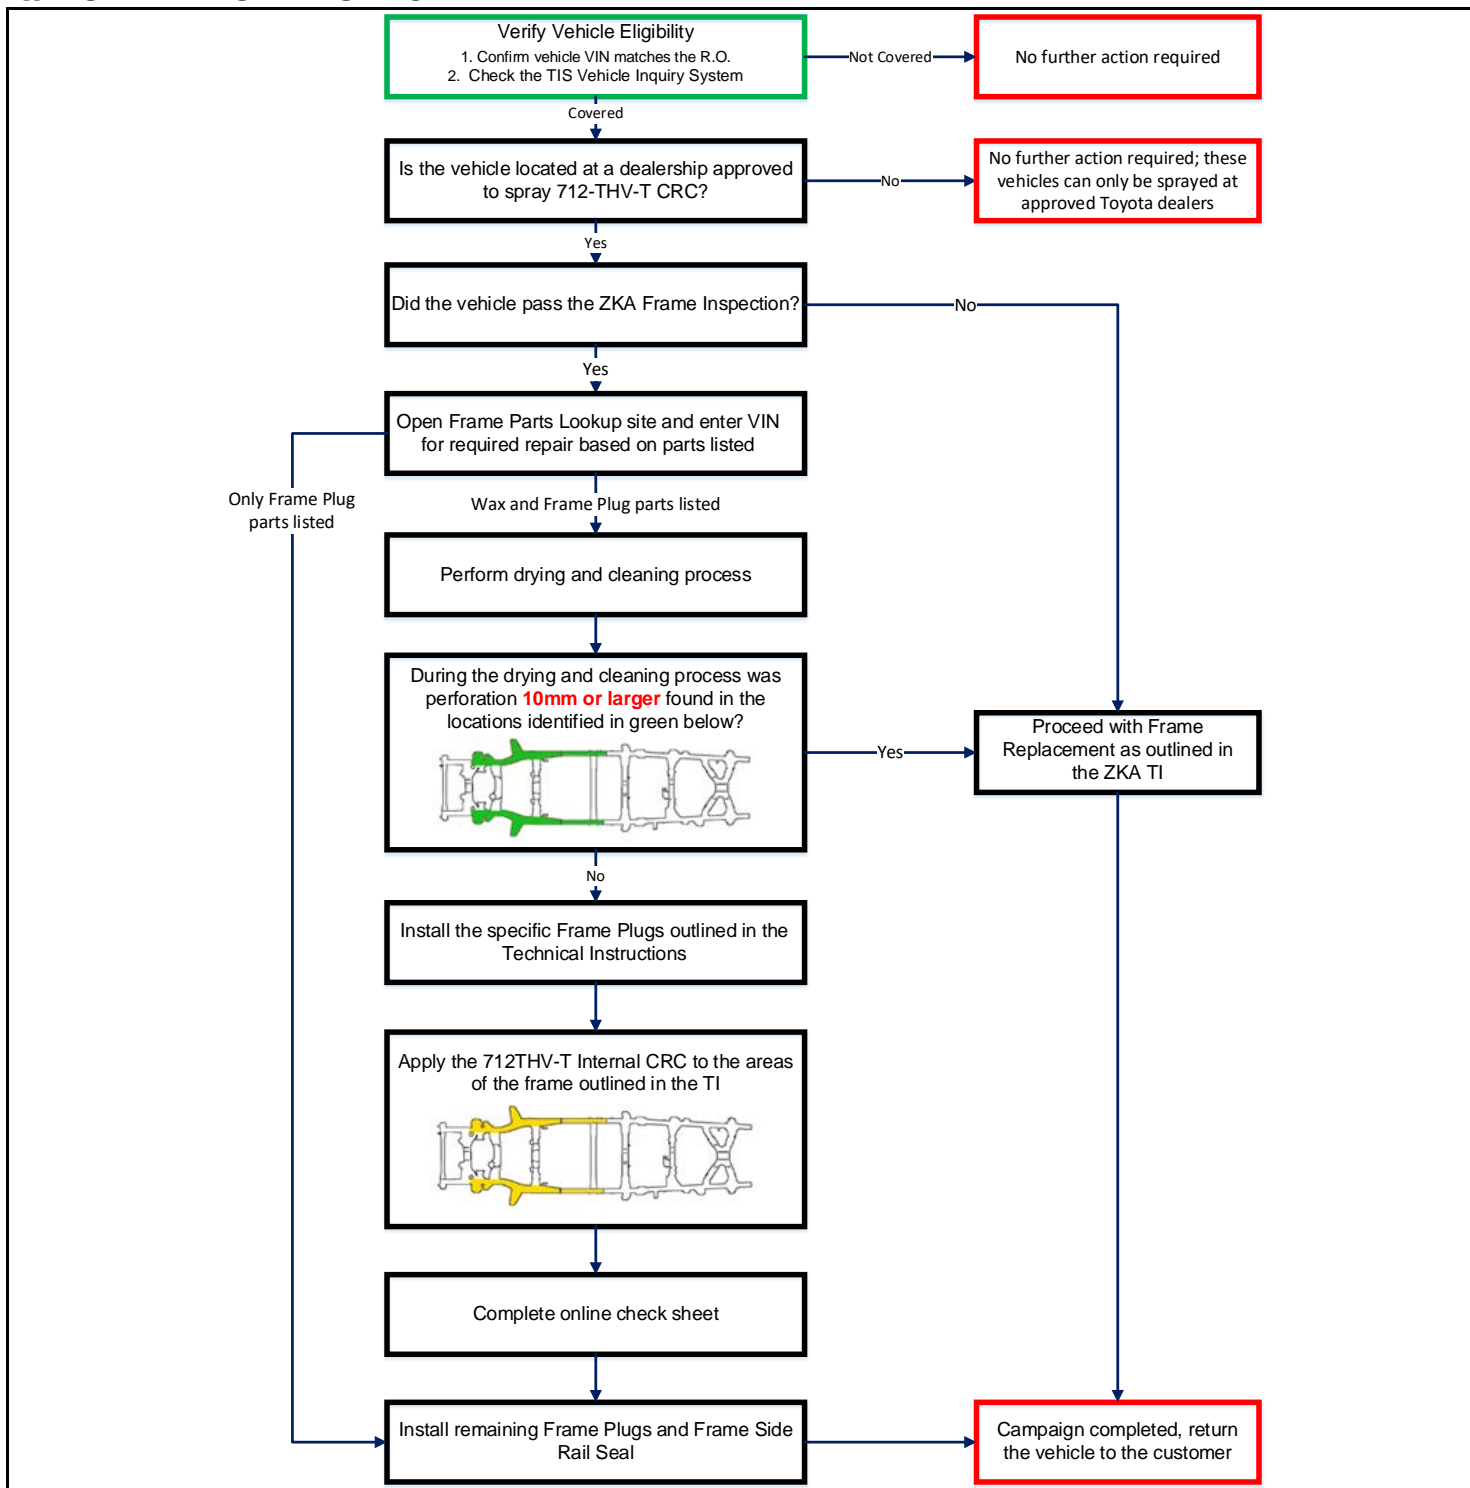 Verify Vehicle Eligibility
1. Confirm vehicle VIN matches the R.O.
2. Check the TIS Vehicle Inquiry System
Not Covered
No further action required
Covered
Is the vehicle located at a dealership approved
to spray 712-THV-T CRC?
No
No further action required; these
vehicles can only be sprayed at
approved Toyota dealers
Yes
Did the vehicle pass the ZKA Frame Inspection?
No
Yes
Open Frame Parts Lookup site and enter VIN
for required repair based on parts listed
Only Frame Plug
parts listed
Wax and Frame Plug parts listed
Perform drying and cleaning process
During the drying and cleaning process was
perforation 10mm or larger found in the
locations identified in green below?
Yes
Proceed with Frame
Replacement as outlined in
the ZKA TI
No
Install the specific Frame Plugs outlined in the
Technical Instructions
Apply the 712THV-T Internal CRC to the areas
of the frame outlined in the TI
Complete online check sheet
Install remaining Frame Plugs and Frame Side
Rail Seal
Campaign completed, return
the vehicle to the customer